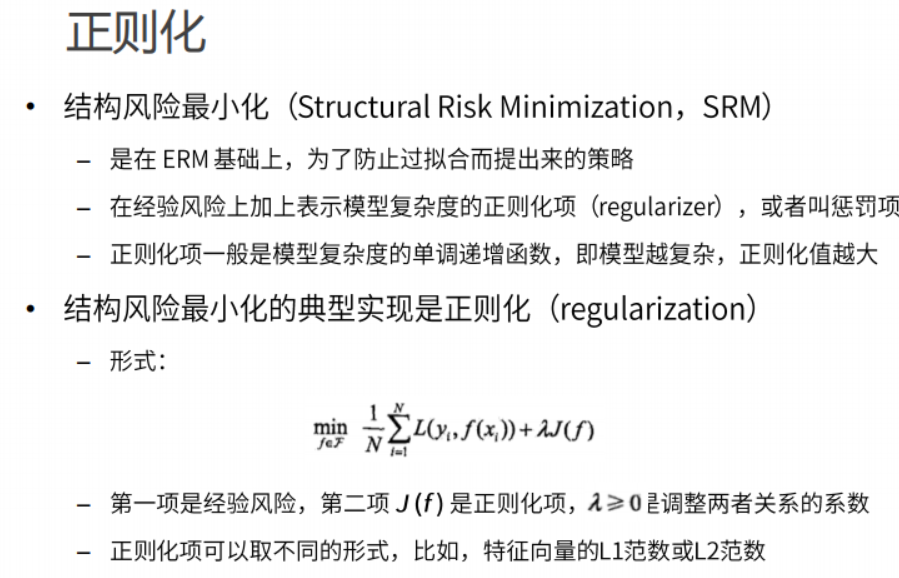 正则化
• 结构风险最小化（Structural Risk Minimization，SRM）
– 是在 ERM 基础上，为了防止过拟合而提出来的策略
– 在经验风险上加上表示模型复杂度的正则化项（regularizer），或者叫惩罚项
– 正则化项一般是模型复杂度的单调递增函数，即模型越复杂，正则化值越大
• 结构风险最小化的典型实现是正则化（regularization）
– 形式：
min_{f∈𝓕} 1/N ∑_{i=1}^{N} L(y_i, f(x_i)) + λJ(f)
– 第一项是经验风险，第二项 J (f) 是正则化项，λ ≥ 0 是调整两者关系的系数
– 正则化项可以取不同的形式，比如，特征向量的L1范数或L2范数